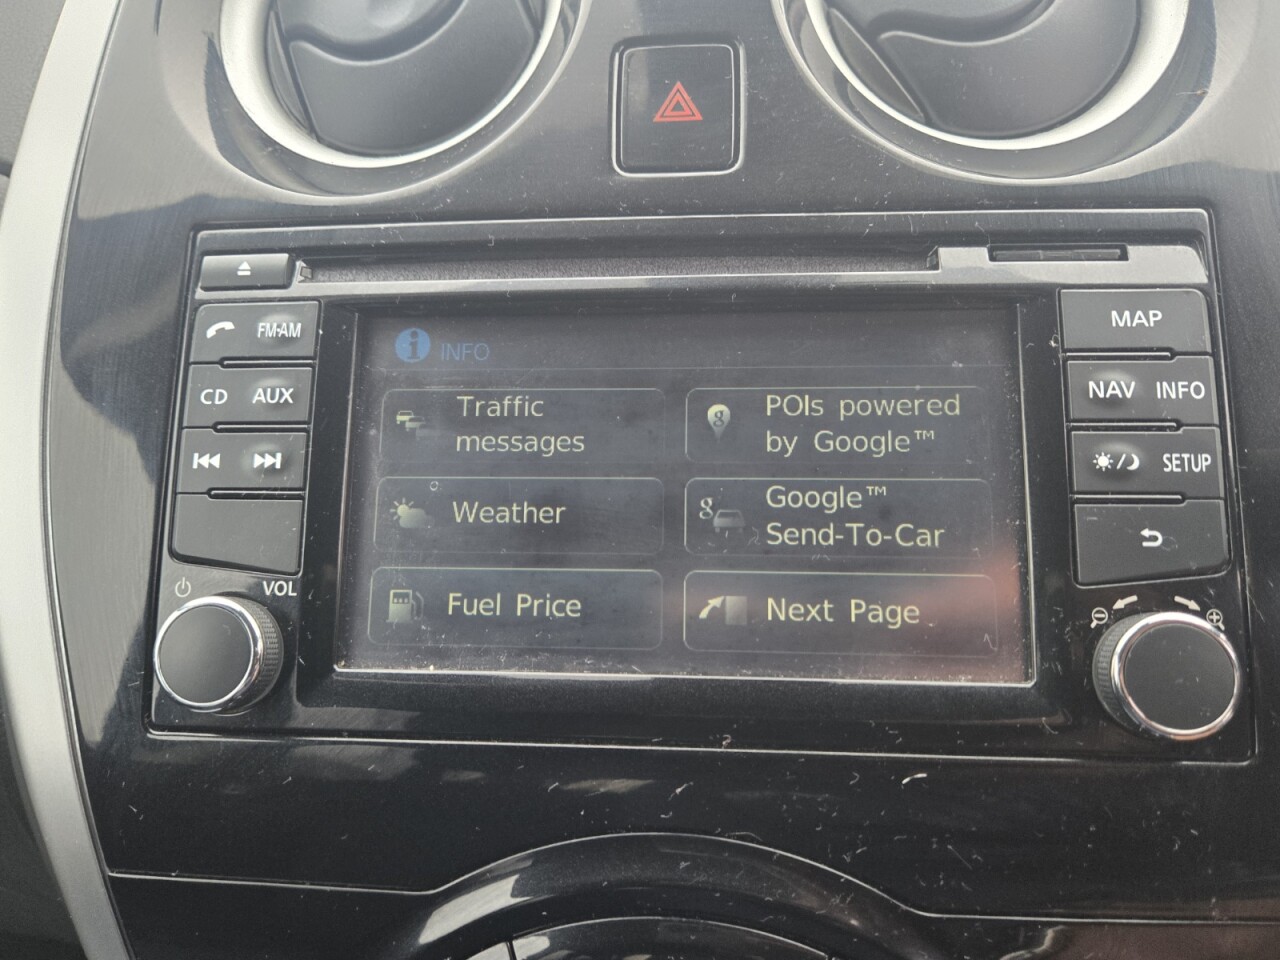 FM·AM
CD AUX
VOL
INFO
Traffic
messages
POIs powered
by Google™
Weather
Google™
Send-To-Car
Fuel Price
Next Page
MAP
NAV INFO
SETUP